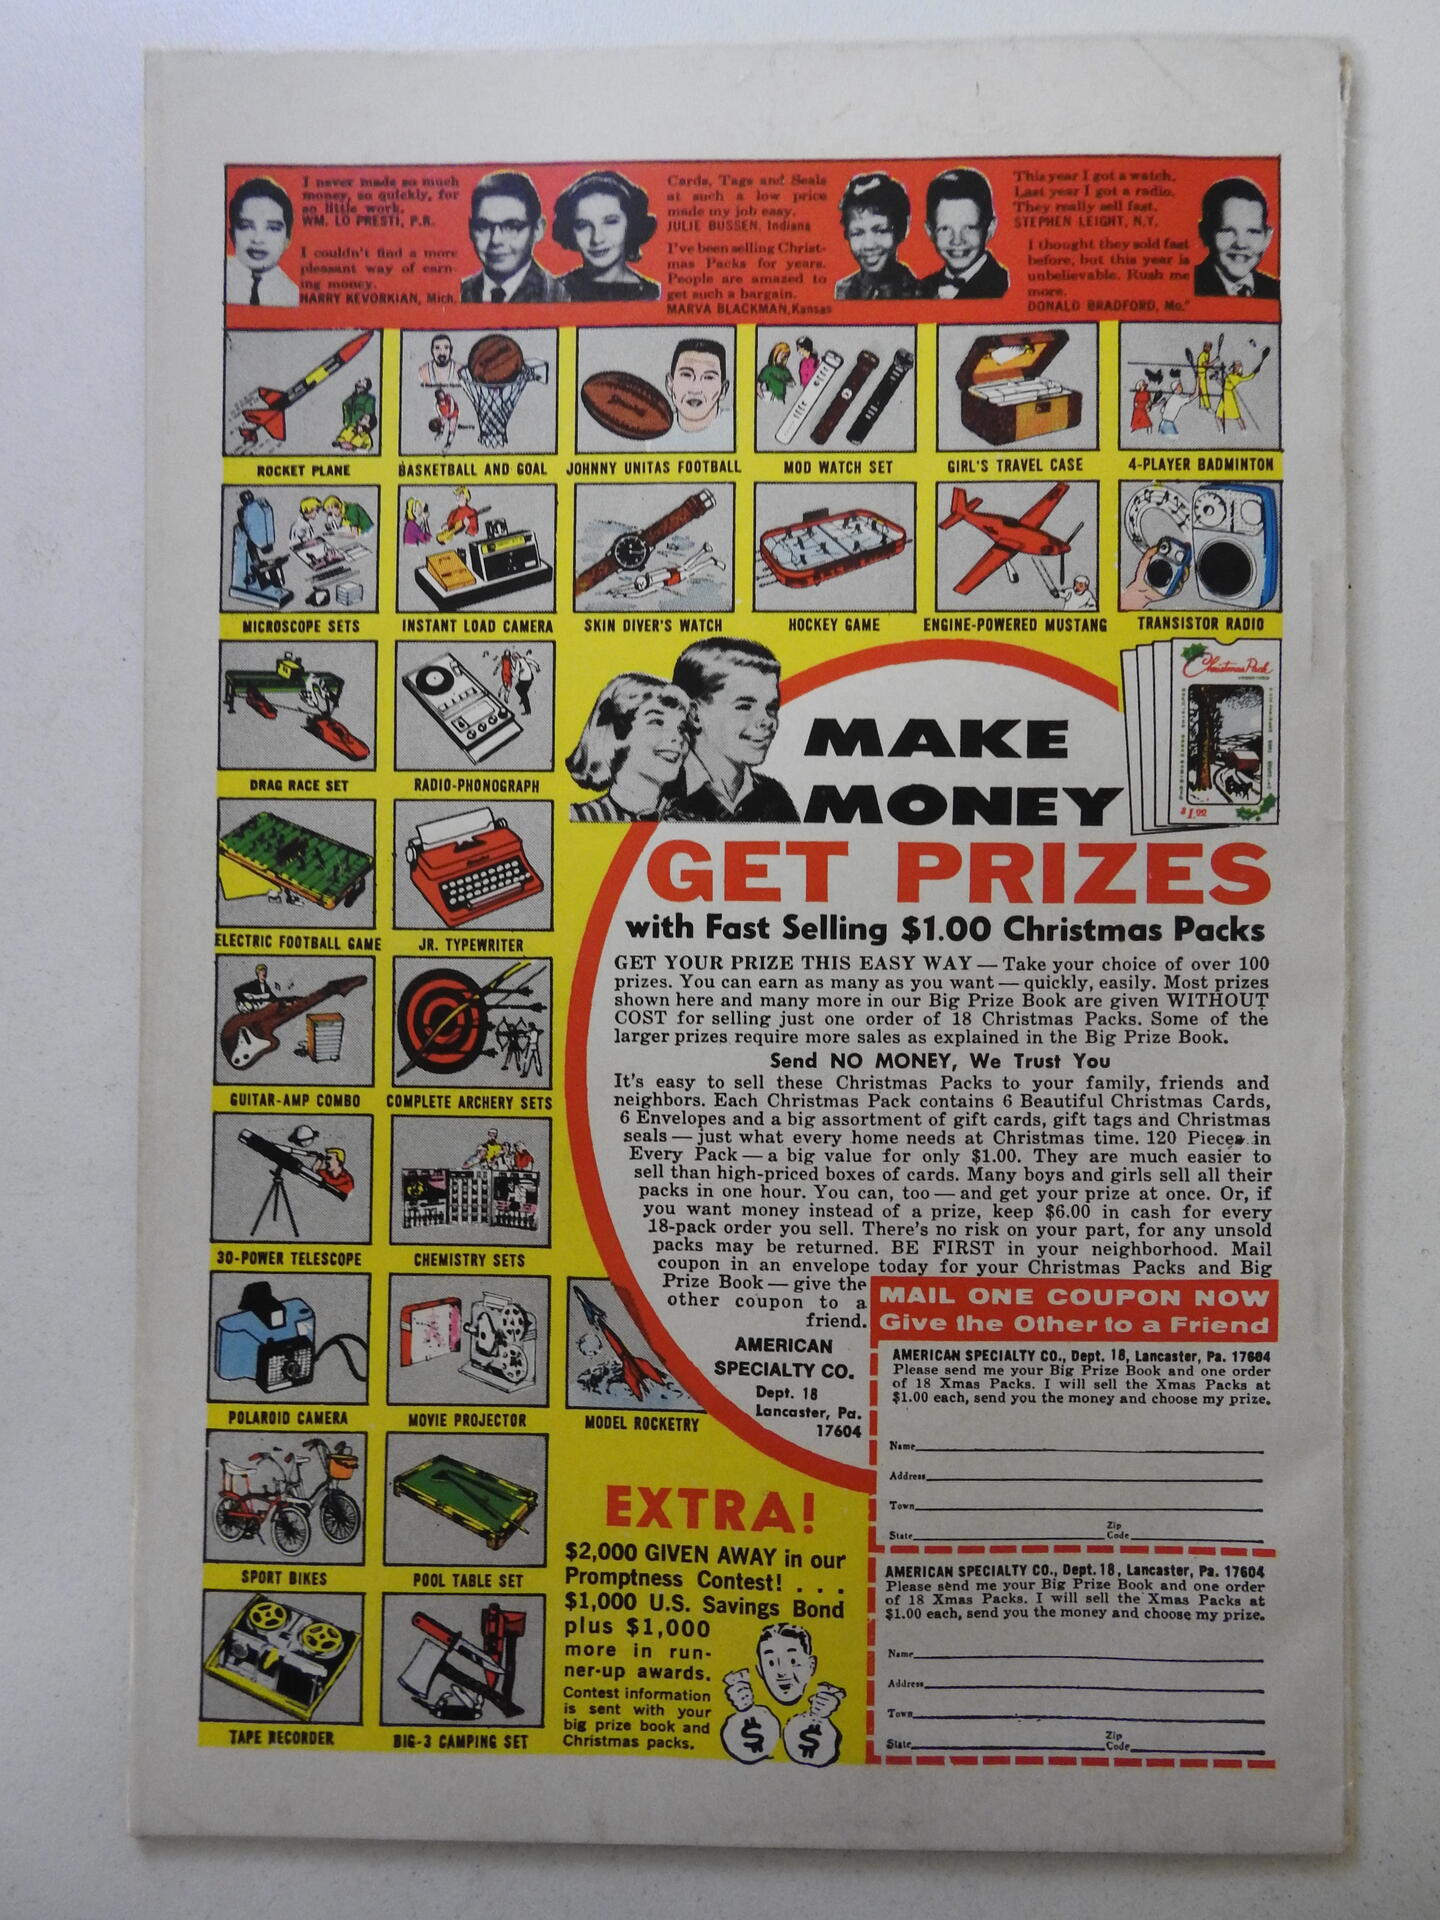 I never made so much
money, so quickly, for
so little work.
WM. LO PRESTI, P.R.
I couldn't find a more
pleasant way of earn-
ing money.
HARRY KEVORKIAN, Mich.
Cards, Tags and Seals
at such a low price
made my job easy.
JULIE BUSSEN, Indiana
I've been selling Christ-
mas Packs for years.
People are amazed to
get such a bargain.
MARVA BLACKMAN, Kansas
This year I got a watch.
Last year I got a radio.
They really sell fast.
STEPHEN LEIGHT, N.Y.
I thought they sold fast
before, but this year is
unbelievable. Rush me
more.
DONALD BRADFORD, Mo."
ROCKET PLANE
BASKETBALL AND GOAL
JOHNNY UNITAS FOOTBALL
MOD WATCH SET
GIRL'S TRAVEL CASE
4-PLAYER BADMINTON
MICROSCOPE SETS
INSTANT LOAD CAMERA
SKIN DIVER'S WATCH
HOCKEY GAME
ENGINE-POWERED MUSTANG
TRANSISTOR RADIO
DRAG RACE SET
RADIO-PHONOGRAPH
ELECTRIC FOOTBALL GAME
JR. TYPEWRITER
GUITAR-AMP COMBO
COMPLETE ARCHERY SETS
30-POWER TELESCOPE
CHEMISTRY SETS
POLAROID CAMERA
MOVIE PROJECTOR
MODEL ROCKETRY
SPORT BIKES
POOL TABLE SET
TAPE RECORDER
BIG-3 CAMPING SET
Christmas Pack
$1.00
MAKE
MONEY
GET PRIZES
with Fast Selling $1.00 Christmas Packs
GET YOUR PRIZE THIS EASY WAY — Take your choice of over 100
prizes. You can earn as many as you want — quickly, easily. Most prizes
shown here and many more in our Big Prize Book are given WITHOUT
COST for selling just one order of 18 Christmas Packs. Some of the
larger prizes require more sales as explained in the Big Prize Book.
Send NO MONEY, We Trust You
It's easy to sell these Christmas Packs to your family, friends and
neighbors. Each Christmas Pack contains 6 Beautiful Christmas Cards,
6 Envelopes and a big assortment of gift cards, gift tags and Christmas
seals — just what every home needs at Christmas time. 120 Pieces in
Every Pack — a big value for only $1.00. They are much easier to
sell than high-priced boxes of cards. Many boys and girls sell all their
packs in one hour. You can, too — and get your prize at once. Or, if
you want money instead of a prize, keep $6.00 in cash for every
18-pack order you sell. There's no risk on your part, for any unsold
packs may be returned. BE FIRST in your neighborhood. Mail
coupon in an envelope today for your Christmas Packs and Big
Prize Book — give the
other coupon to a
friend.
AMERICAN
SPECIALTY CO.
Dept. 18
Lancaster, Pa.
17604
EXTRA!
$2,000 GIVEN AWAY in our
Promptness Contest! . . .
$1,000 U.S. Savings Bond
plus $1,000
more in run-
ner-up awards.
Contest information
is sent with your
big prize book and
Christmas packs.
$ $
MAIL ONE COUPON NOW
Give the Other to a Friend
AMERICAN SPECIALTY CO., Dept. 18, Lancaster, Pa. 17604
Please send me your Big Prize Book and one order
of 18 Xmas Packs. I will sell the Xmas Packs at
$1.00 each, send you the money and choose my prize.
Name
Address
Town
State Zip Code
AMERICAN SPECIALTY CO., Dept. 18, Lancaster, Pa. 17604
Please send me your Big Prize Book and one order
of 18 Xmas Packs. I will sell the Xmas Packs at
$1.00 each, send you the money and choose my prize.
Name
Address
Town
State Zip Code